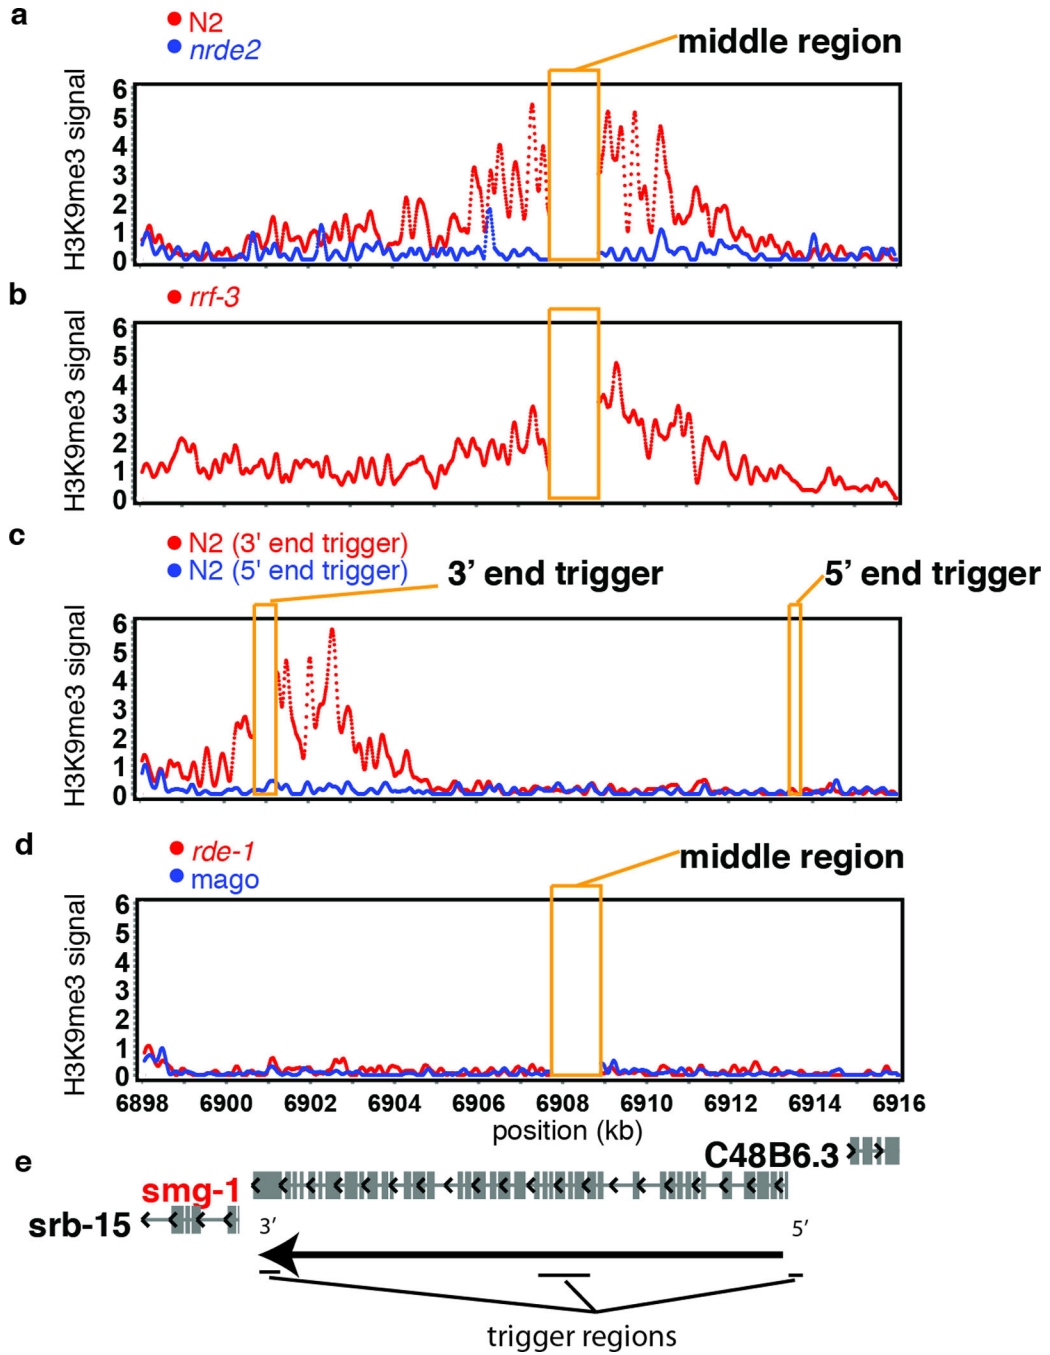 a
N2
nrde2
middle region
H3K9me3 signal
6
5
4
3
2
1
0
b
rrf-3
H3K9me3 signal
6
5
4
3
2
1
0
c
N2 (3' end trigger)
N2 (5' end trigger)
3’ end trigger
5’ end trigger
H3K9me3 signal
6
5
4
3
2
1
0
d
rde-1
mago
middle region
H3K9me3 signal
6
5
4
3
2
1
0
6898 6900 6902 6904 6906 6908 6910 6912 6914 6916
position (kb)
e
C48B6.3
smg-1
srb-15
3’
5’
trigger regions